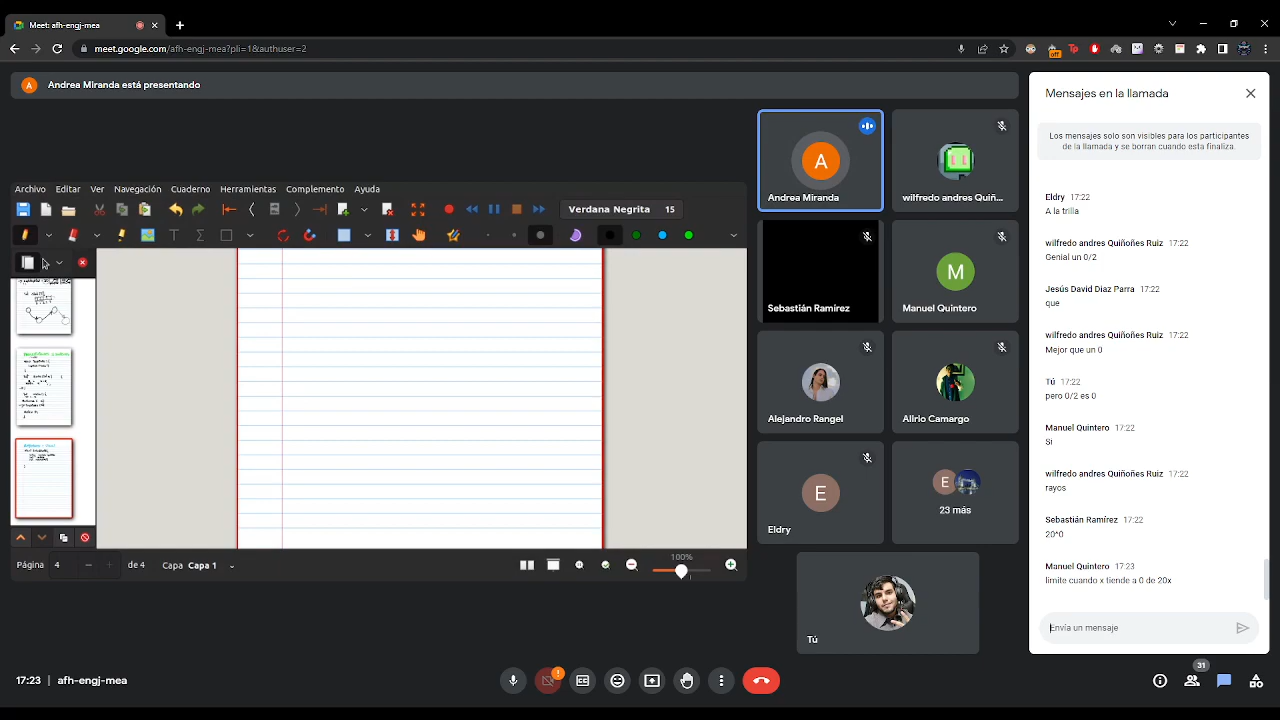 Meet: afh-engj-mea
meet.google.com/afh-engj-mea?pli=1&authuser=2
off
Tp
A
Andrea Miranda está presentando
Archivo Editar Ver Navegación Cuaderno Herramientas Complemento Ayuda
Verdana Negrita 15
Página 4 de 4 Capa Capa 1
100%
A
Andrea Miranda
wilfredo andres Quiñ...
Sebastián Ramírez
M
Manuel Quintero
Alejandro Rangel
Alirio Camargo
E
Eldry
E
23 más
Tú
Mensajes en la llamada
Los mensajes solo son visibles para los participantes
de la llamada y se borran cuando esta finaliza.
Eldry 17:22
A la trilla
wilfredo andres Quiñoñes Ruiz 17:22
Genial un 0/2
Jesús David Diaz Parra 17:22
que
wilfredo andres Quiñoñes Ruiz 17:22
Mejor que un 0
Tú 17:22
pero 0/2 es 0
Manuel Quintero 17:22
Si
wilfredo andres Quiñoñes Ruiz 17:22
rayos
Sebastián Ramírez 17:22
20*0
Manuel Quintero 17:23
limite cuando x tiende a 0 de 20x
Envía un mensaje
17:23 afh-engj-mea
31